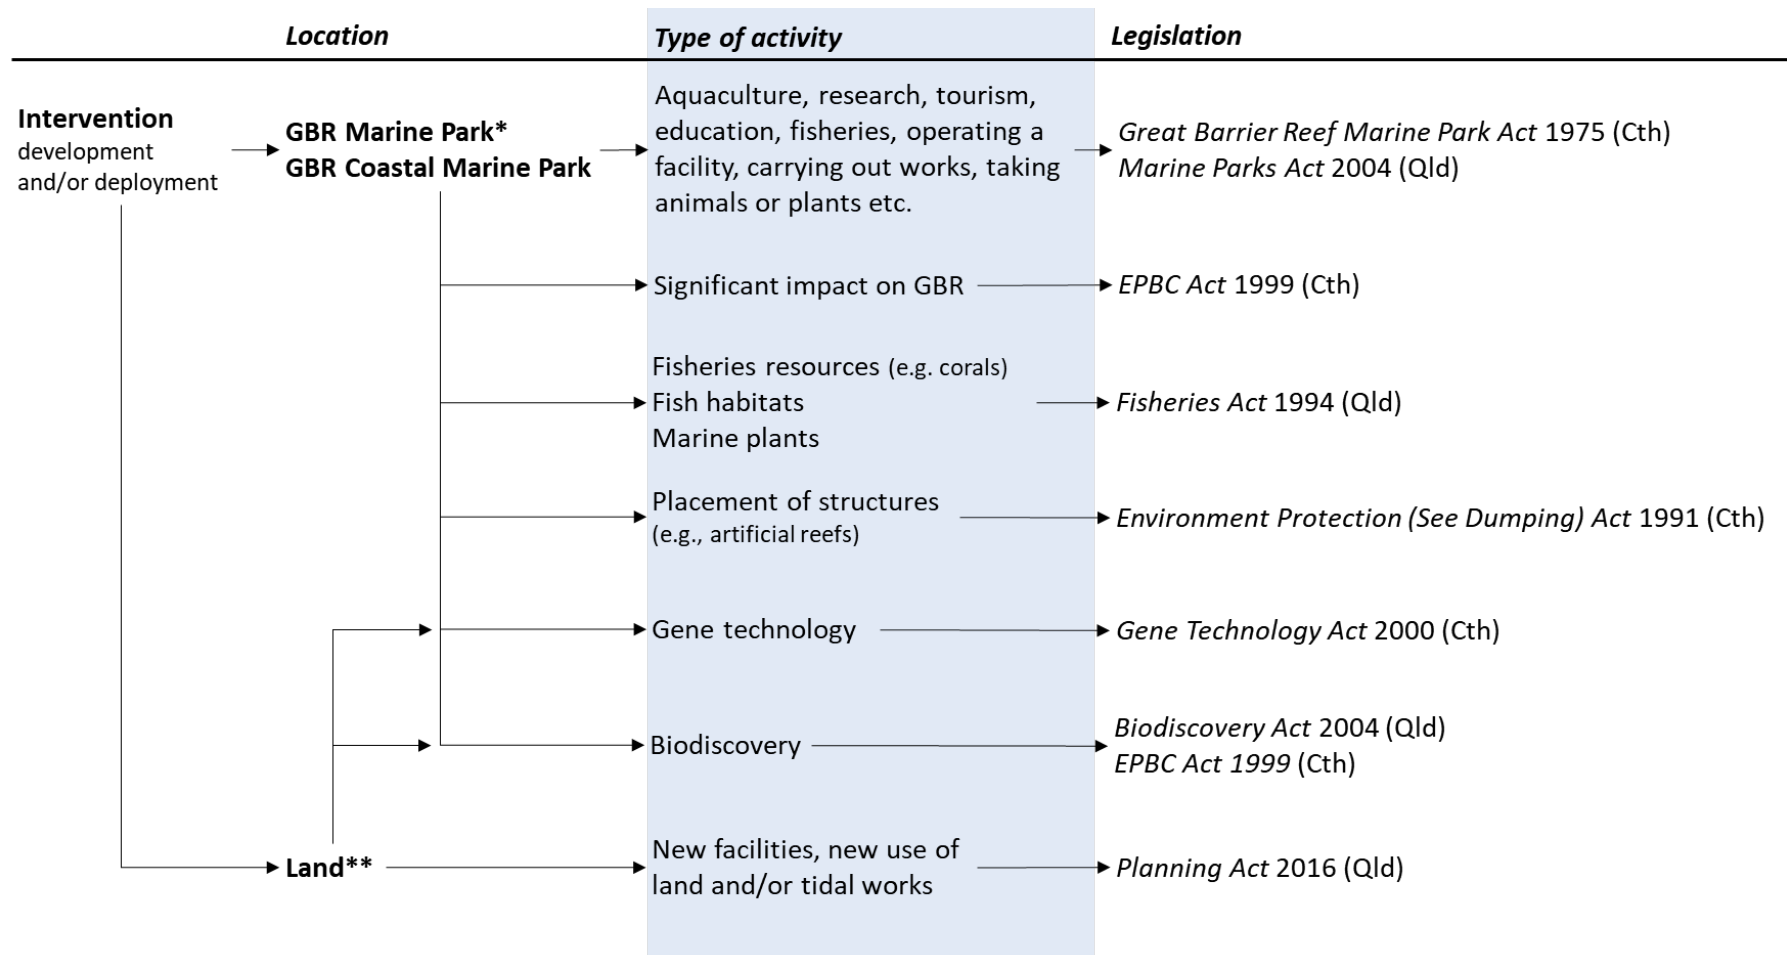 Location
Type of activity
Legislation
Intervention
development
and/or deployment
GBR Marine Park*
GBR Coastal Marine Park
Aquaculture, research, tourism,
education, fisheries, operating a
facility, carrying out works, taking
animals or plants etc.
Great Barrier Reef Marine Park Act 1975 (Cth)
Marine Parks Act 2004 (Qld)
Significant impact on GBR
EPBC Act 1999 (Cth)
Fisheries resources (e.g. corals)
Fish habitats
Marine plants
Fisheries Act 1994 (Qld)
Placement of structures
(e.g., artificial reefs)
Environment Protection (See Dumping) Act 1991 (Cth)
Gene technology
Gene Technology Act 2000 (Cth)
Biodiscovery
Biodiscovery Act 2004 (Qld)
EPBC Act 1999 (Cth)
Land**
New facilities, new use of
land and/or tidal works
Planning Act 2016 (Qld)